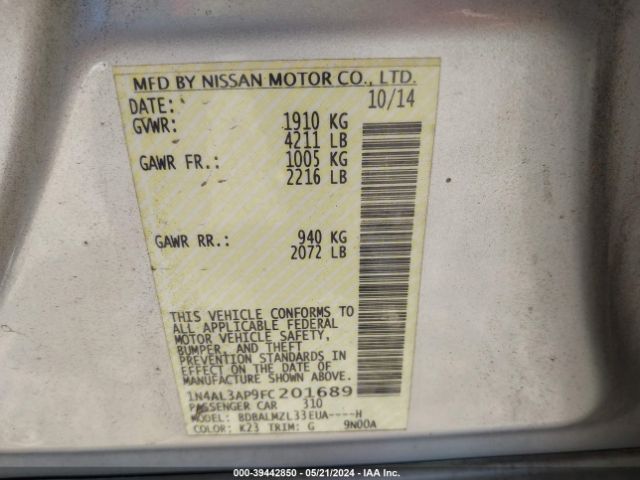 MFD BY NISSAN MOTOR CO., LTD.
DATE: 10/14
GVWR: 1910 KG
4211 LB
GAWR FR.: 1005 KG
2216 LB
GAWR RR.: 940 KG
2072 LB
THIS VEHICLE CONFORMS TO
ALL APPLICABLE FEDERAL
MOTOR VEHICLE SAFETY,
BUMPER, AND THEFT
PREVENTION STANDARDS IN
EFFECT ON THE DATE OF
MANUFACTURE SHOWN ABOVE.
1N4AL3AP9FC201689
PASSENGER CAR 310
MODEL: BDBALMZL33EUA----H
COLOR: K23 TRIM: G 9N00A
000-39442850 - 05/21/2024 - IAA Inc.